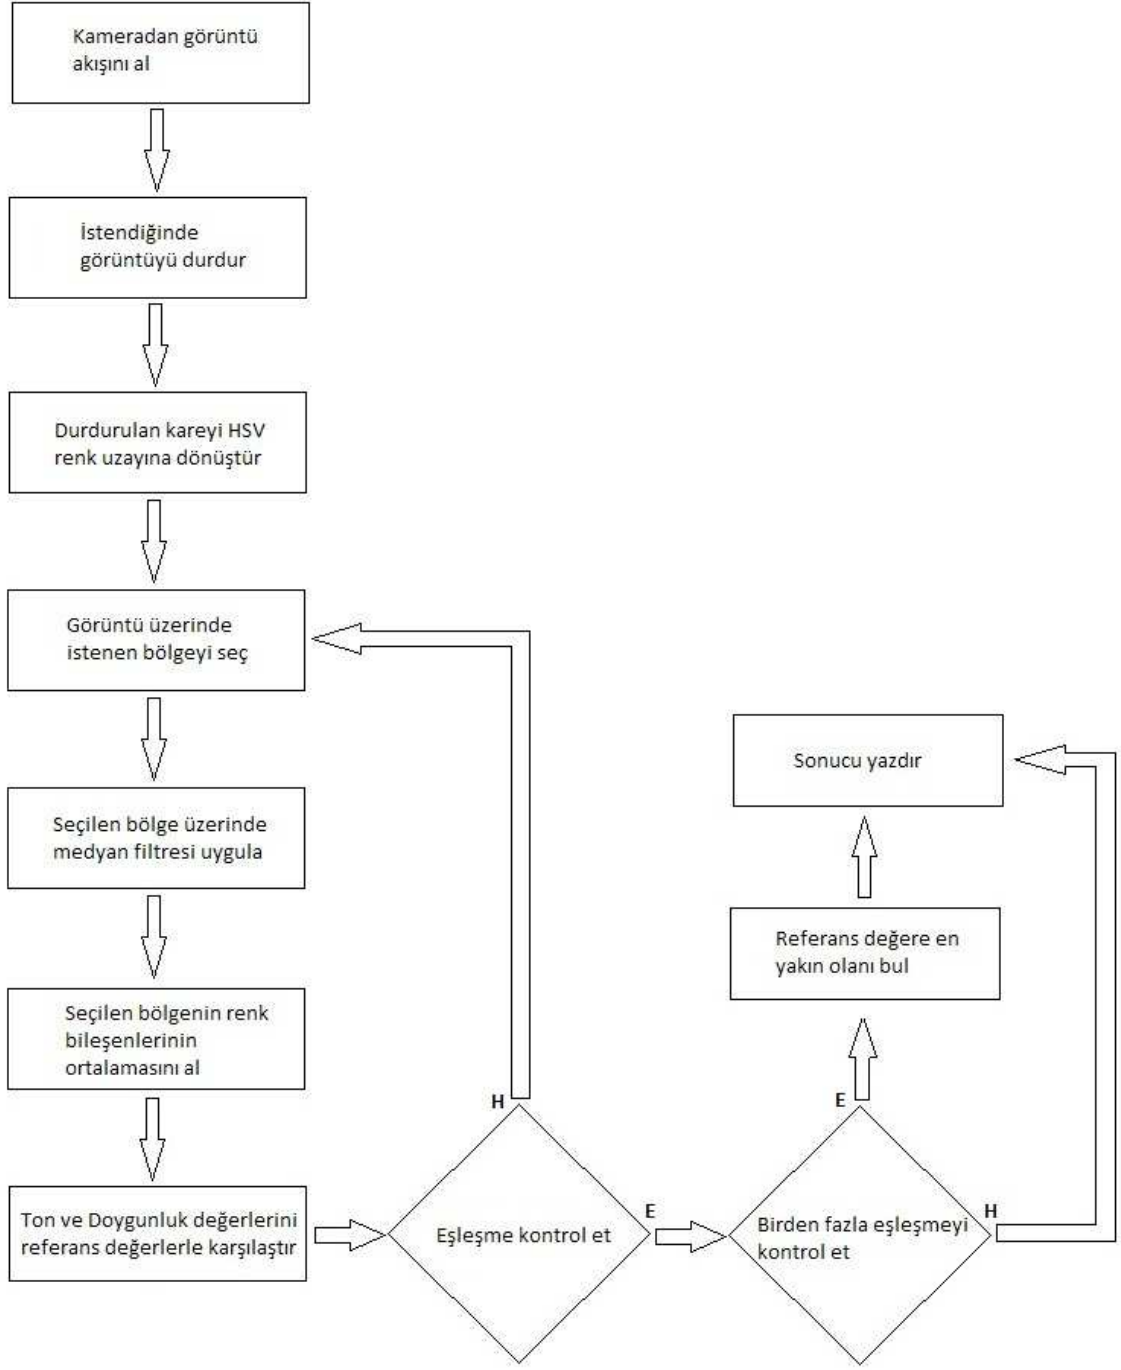 Kameradan görüntü
akışını al
İstendiğinde
görüntüyü durdur
Durdurulan kareyi HSV
renk uzayına dönüştür
Görüntü üzerinde
istenen bölgeyi seç
Seçilen bölge üzerinde
medyan filtresi uygula
Seçilen bölgenin renk
bileşenlerinin
ortalamasını al
Ton ve Doygunluk değerlerini
referans değerlerle karşılaştır
H
Eşleşme kontrol et
E
Birden fazla eşleşmeyi
kontrol et
E
H
Referans değere en
yakın olanı bul
Sonucu yazdır